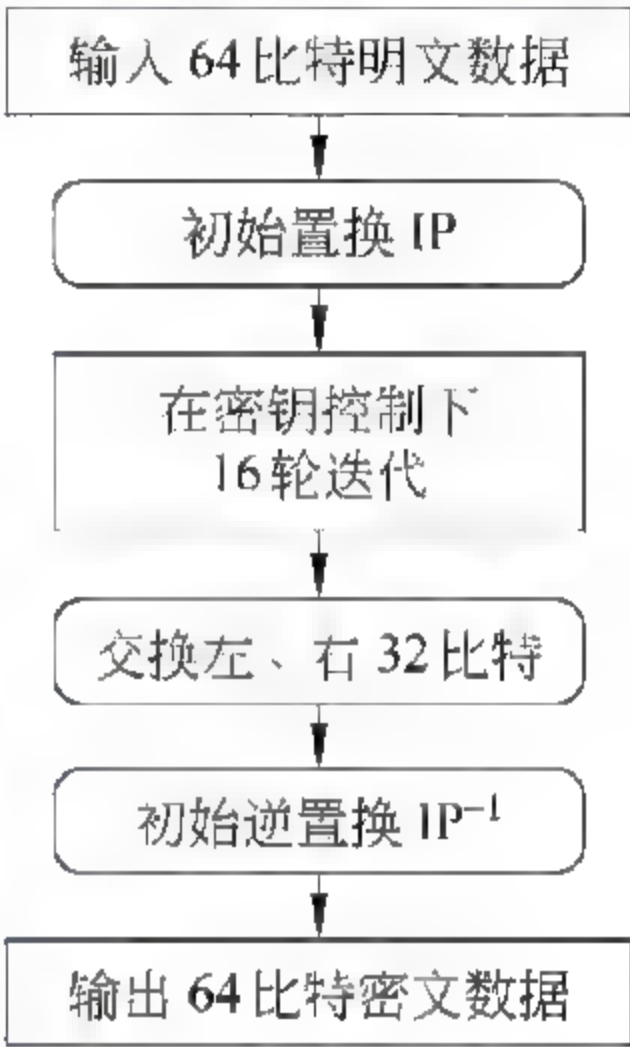 输入 64 比特明文数据
初始置换 IP
在密钥控制下
16 轮迭代
交换左、右 32 比特
初始逆置换 IP⁻¹
输出 64 比特密文数据